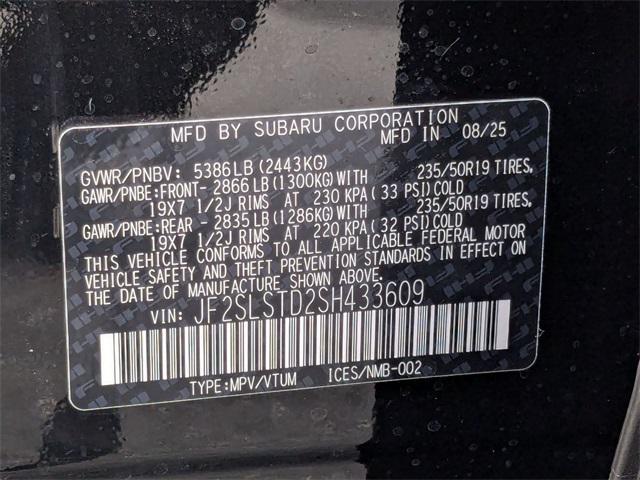 MFD BY SUBARU CORPORATION MFD IN 08/25
GVWR/PNBV: 5386LB(2443KG)
GAWR/PNBE:FRONT- 2866LB(1300KG)WITH 235/50R19 TIRES,
19X7 1/2J RIMS AT 230 KPA(33 PSI)COLD
GAWR/PNBE:REAR - 2835LB(1286KG)WITH 235/50R19 TIRES,
19X7 1/2J RIMS AT 220 KPA(32 PSI)COLD
THIS VEHICLE CONFORMS TO ALL APPLICABLE FEDERAL MOTOR
VEHICLE SAFETY AND THEFT PREVENTION STANDARDS IN EFFECT ON
THE DATE OF MANUFACTURE SHOWN ABOVE.
VIN: JF2SLSTD2SH433609
TYPE:MPV/VTUM ICES/NMB-002